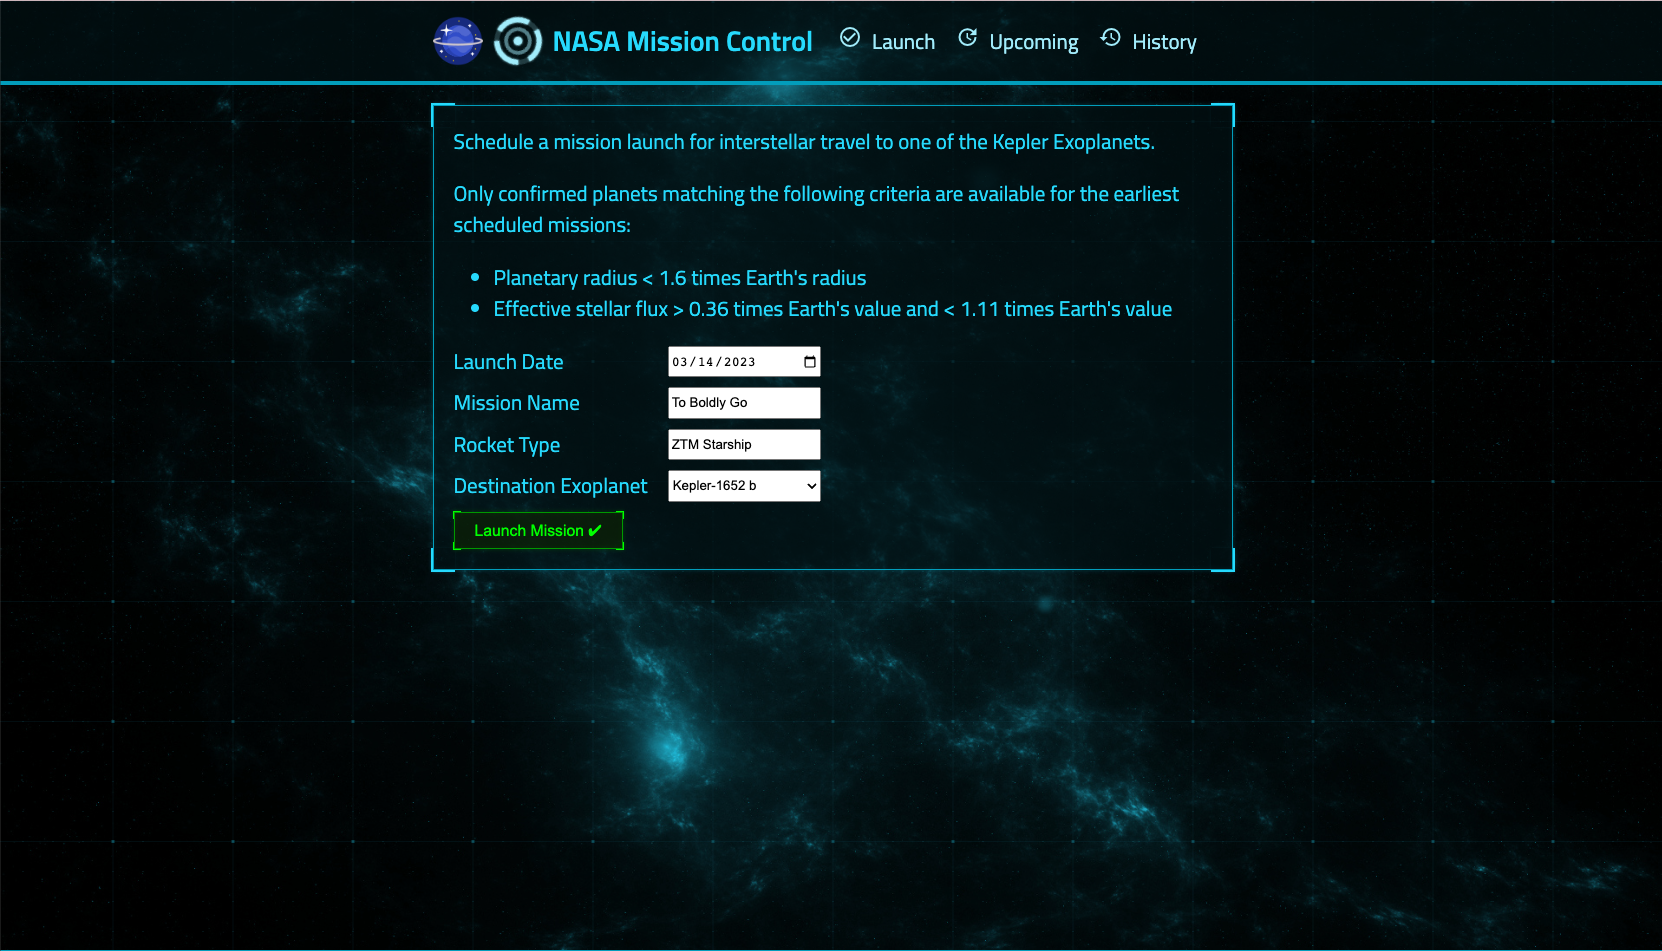 NASA Mission Control Launch Upcoming History
Schedule a mission launch for interstellar travel to one of the Kepler Exoplanets.
Only confirmed planets matching the following criteria are available for the earliest
scheduled missions:
• Planetary radius < 1.6 times Earth's radius
• Effective stellar flux > 0.36 times Earth's value and < 1.11 times Earth's value
Launch Date 03/14/2023
Mission Name To Boldly Go
Rocket Type ZTM Starship
Destination Exoplanet Kepler-1652 b
Launch Mission ✔